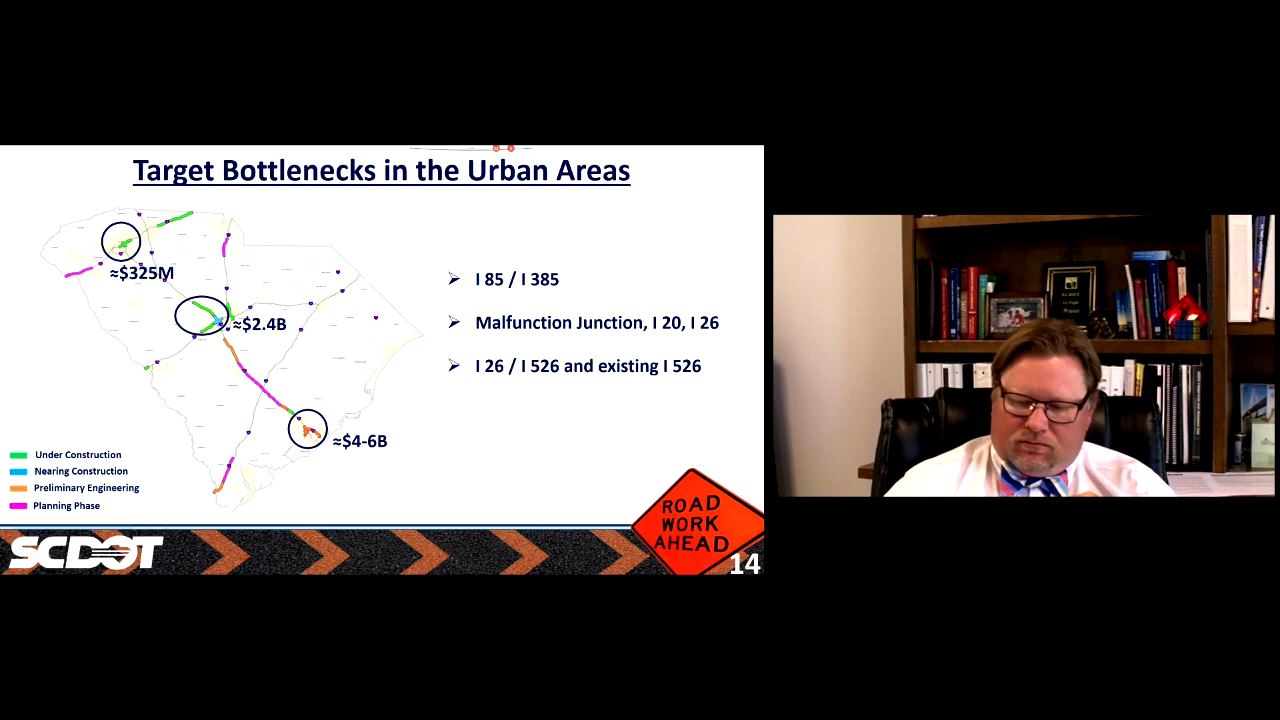 Target Bottlenecks in the Urban Areas
≈$325M
≈$2.4B
≈$4-6B
I 85 / I 385
Malfunction Junction, I 20, I 26
I 26 / I 526 and existing I 526
Under Construction
Nearing Construction
Preliminary Engineering
Planning Phase
ROAD
WORK
AHEAD
SCDOT
14